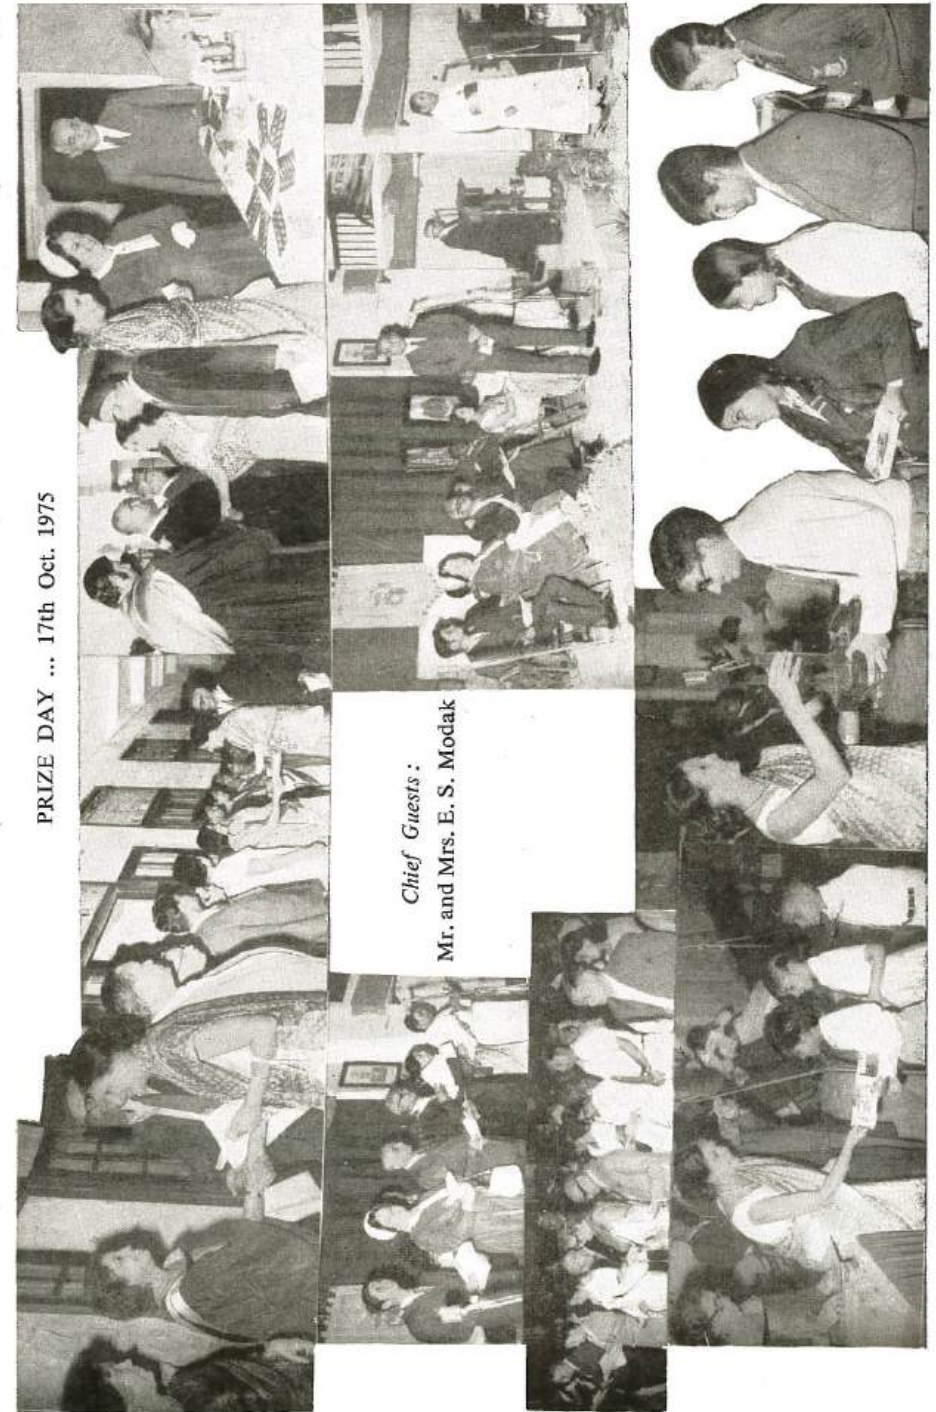 PRIZE DAY ... 17th Oct. 1975
Chief Guests :
Mr. and Mrs. E. S. Modak